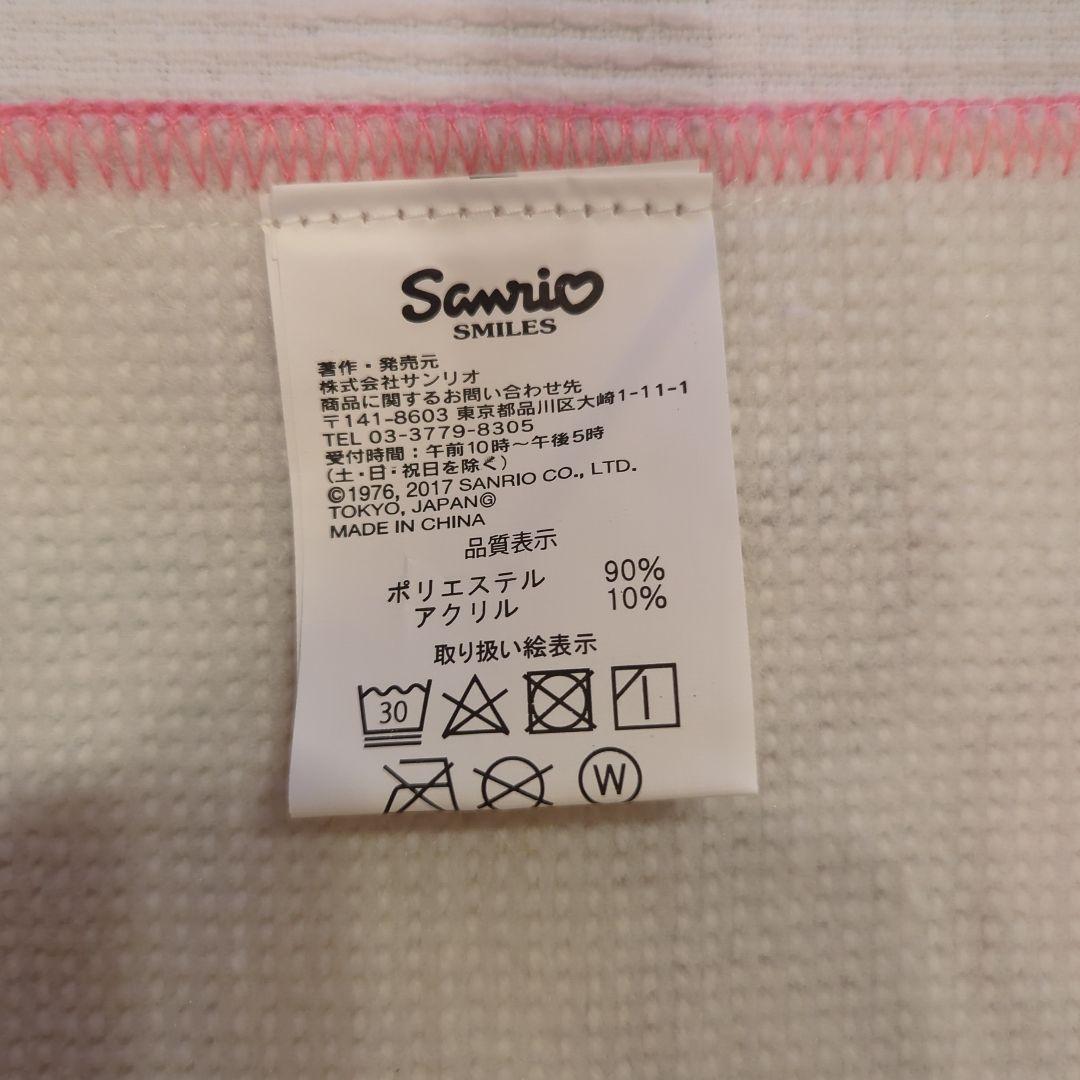 Sanrio
SMILES
著作・発売元
株式会社サンリオ
商品に関するお問い合わせ先
〒141-8603 東京都品川区大崎1-11-1
TEL 03-3779-8305
受付時間：午前10時～午後5時
(土・日・祝日を除く)
©1976, 2017 SANRIO CO., LTD.
TOKYO, JAPAN Ⓖ
MADE IN CHINA
品質表示
ポリエステル 90%
アクリル 10%
取り扱い絵表示
30
W